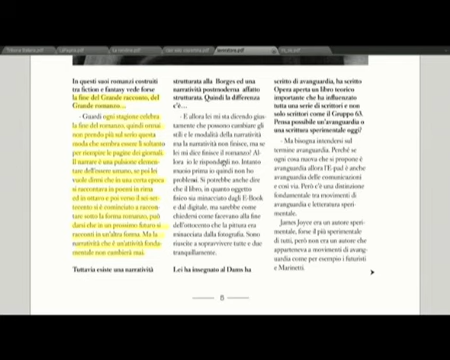 In questi suoi romanzi costruiti
tra fiction e fantasy vede forse
la fine del Grande racconto, del
Grande romanzo…
- Guardi ogni stagione celebra
la fine del romanzo, quindi ormai
non prendo più sul serio questa
moda che sembra essere il soltanto
per riempire le pagine dei giornali.
Il narrare è una pulsione elemen-
tare dell'essere umano, se poi lei
vuole dirmi che in una certa epoca
si raccontava in poemi in rima
ed in ottave e poi verso il set-
tecento si è cominciato a raccon-
tare sotto la forma romanzo, può
darsi che in un prossimo futuro si
racconti in un'altra forma. Ma la
narratività che è un'attività fonda-
mentale non cambierà mai.
Tuttavia esiste una narratività
strutturata alla Borges ed una
narratività postmoderna affatto
strutturata. Quindi la differenza
c'è…
- E allora lei mi sta dicendo gius-
tamente che possono cambiare gli
stili e le modalità della narratività
ma la narratività non finisce, ma se
lei mi dice finisce il romanzo? Al-
lora io le rispondo no. Intanto
muoio prima io quindi non ho
problemi. Si potrebbe anche dire
che il libro, in quanto oggetto
fisico sia minacciato dagli E-Book
e dal digitale, ma sarebbe come
chiedersi come facevano alla fine
dell'ottocento che la pittura era
minacciata dalla fotografia. Sono
riuscite a sopravvivere tutte e due
tranquillamente.
Lei ha insegnato al Dams ha
scritto di avanguardia, ha scritto
Opera aperta un libro teorico
importante che ha influenzato
tutta una serie di scrittori e non
solo scrittori come il Gruppo 63.
Pensa possibile un'avanguardia o
una scrittura sperimentale oggi?
- Ma bisogna intendersi sul
termine avanguardia. Perché se
ogni cosa nuova che si propone è
avanguardia allora l'E-pad è anche
avanguardia delle comunicazioni
e così via. Però c'è una distinzione
fondamentale tra movimenti di
avanguardia e letteratura speri-
mentale.
James Joyce era un autore speri-
mentale, forse il più sperimentale
di tutti, però non era un autore che
apparteneva a movimenti di avan-
guardia come per esempio i futuristi
e Marinetti.
6